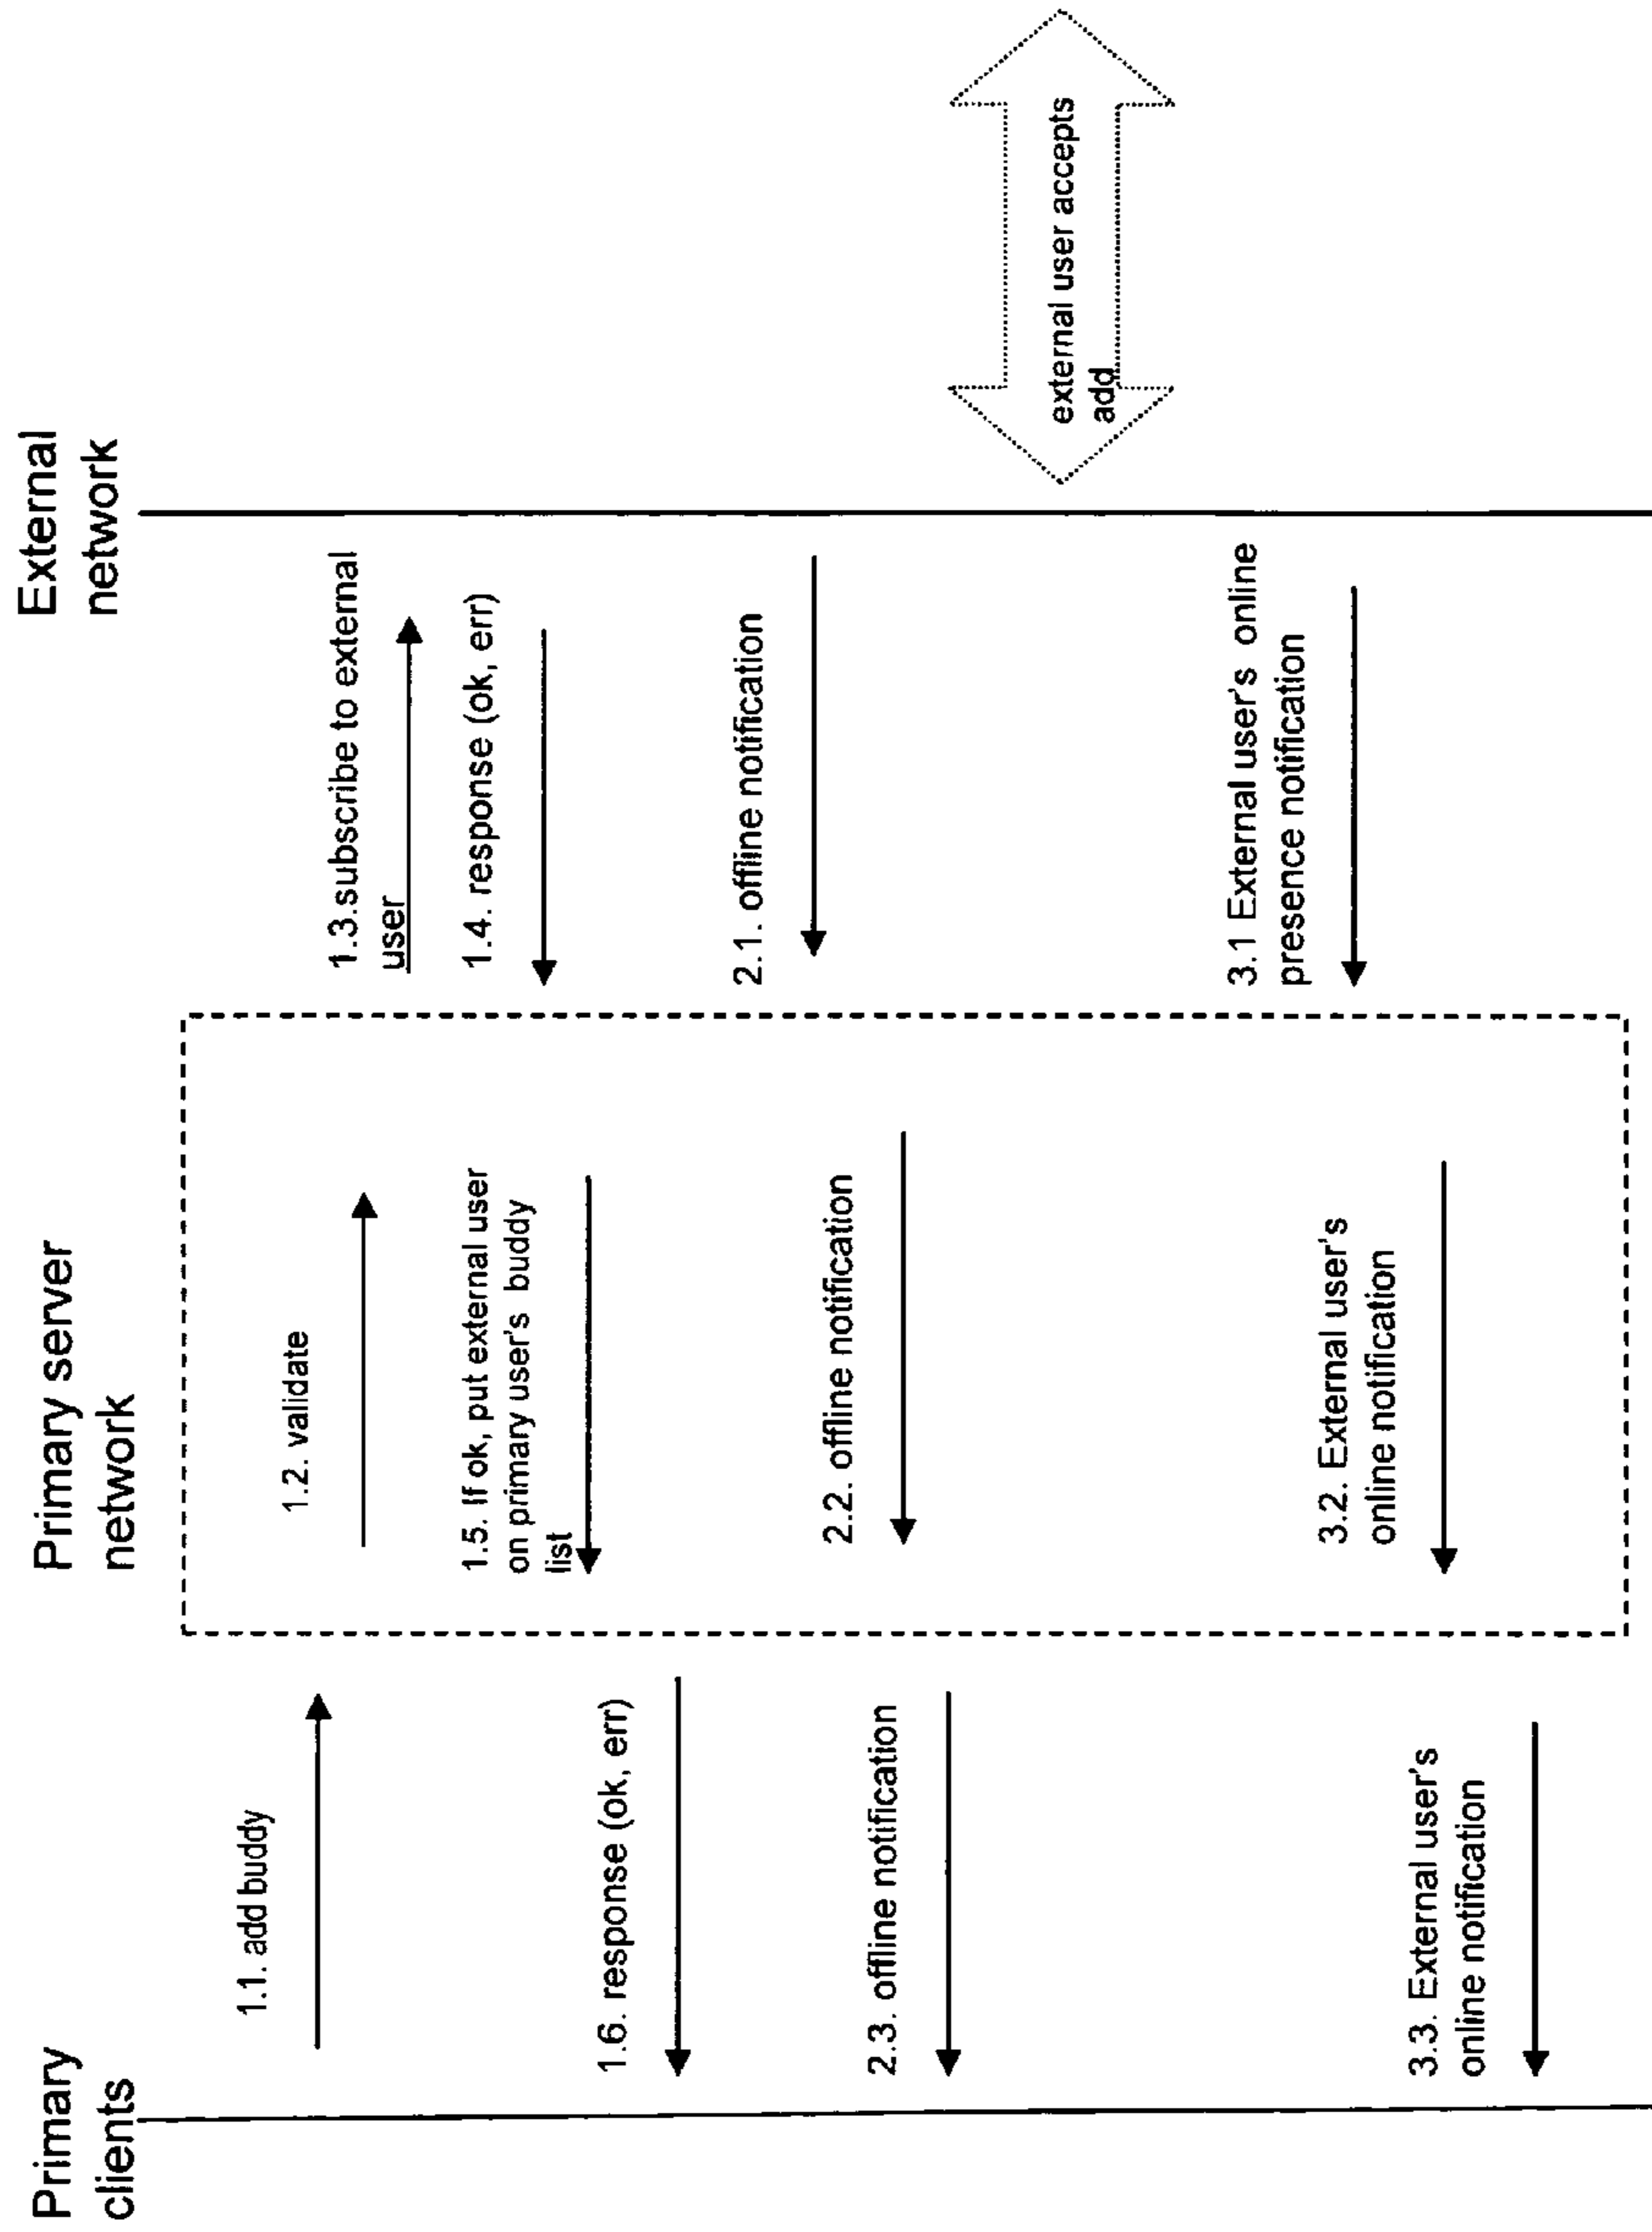 Primary
clients
Primary server
network
External
network
1.1. add buddy
1.2. validate
1.3.subscribe to external
user
1.4. response (ok, err)
1.5. If ok, put external user
on primary user's buddy
list
1.6. response (ok, err)
2.1. offline notification
2.2. offline notification
2.3. offline notification
external user accepts
add
3.1 External user's online
presence notification
3.2. External user's
online notification
3.3. External user's
online notification